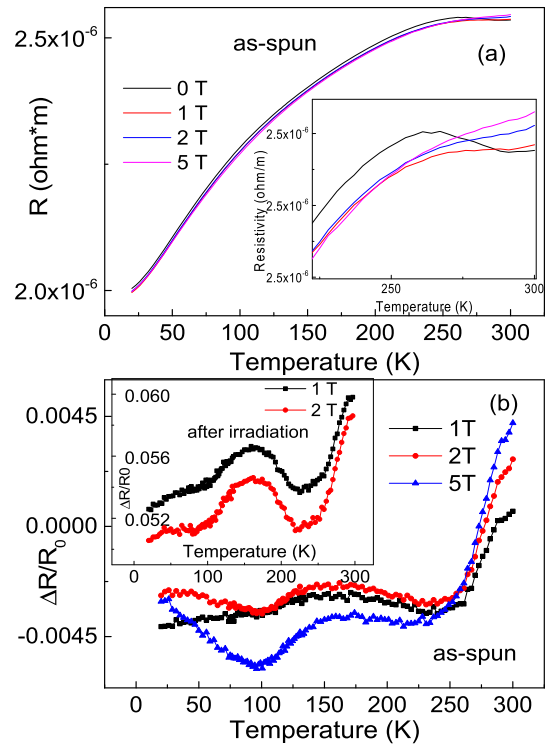 as-spun
(a)
0 T
1 T
2 T
5 T
R (ohm*m)
2.5x10⁻⁶
2.0x10⁻⁶
0 50 100 150 200 250 300
Temperature (K)
Resistivity (ohm/m)
2.5x10⁻⁶
2.5x10⁻⁶
2.5x10⁻⁶
250 300
Temperature (K)
(b)
1T
2T
5T
ΔR/R₀
0.0045
0.0000
-0.0045
as-spun
0 50 100 150 200 250 300
Temperature (K)
1 T
2 T
after irradiation
ΔR/R0
0.060
0.056
0.052
0 100 200 300
Temperature (K)